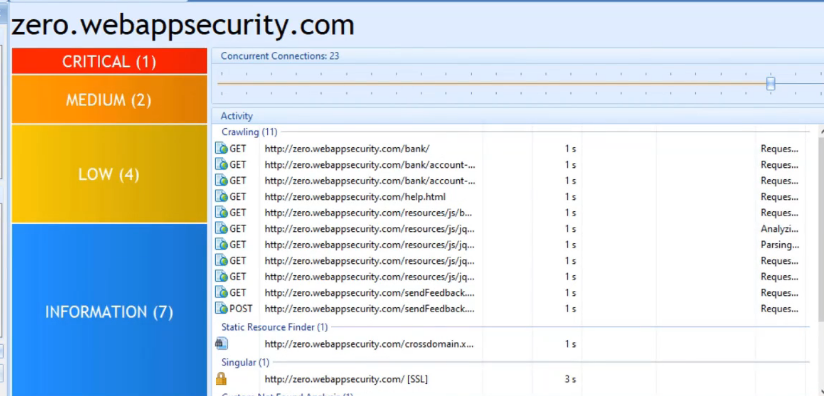 zero.webappsecurity.com
CRITICAL (1)
MEDIUM (2)
LOW (4)
INFORMATION (7)
Concurrent Connections: 23
Activity
Crawling (11)
GET http://zero.webappsecurity.com/bank/ 1 s Reques...
GET http://zero.webappsecurity.com/bank/account-... 1 s Reques...
GET http://zero.webappsecurity.com/bank/account-... 1 s Reques...
GET http://zero.webappsecurity.com/help.html 1 s Reques...
GET http://zero.webappsecurity.com/resources/js/b... 1 s Reques...
GET http://zero.webappsecurity.com/resources/js/jq... 1 s Analyzi...
GET http://zero.webappsecurity.com/resources/js/jq... 1 s Parsing...
GET http://zero.webappsecurity.com/resources/js/jq... 1 s Reques...
GET http://zero.webappsecurity.com/resources/js/jq... 1 s Reques...
GET http://zero.webappsecurity.com/sendFeedback.... 1 s Reques...
POST http://zero.webappsecurity.com/sendFeedback.... 1 s Reques...
Static Resource Finder (1)
http://zero.webappsecurity.com/crossdomain.x... 1 s
Singular (1)
http://zero.webappsecurity.com/ [SSL] 3 s
Custom Not Found Analysis (1)